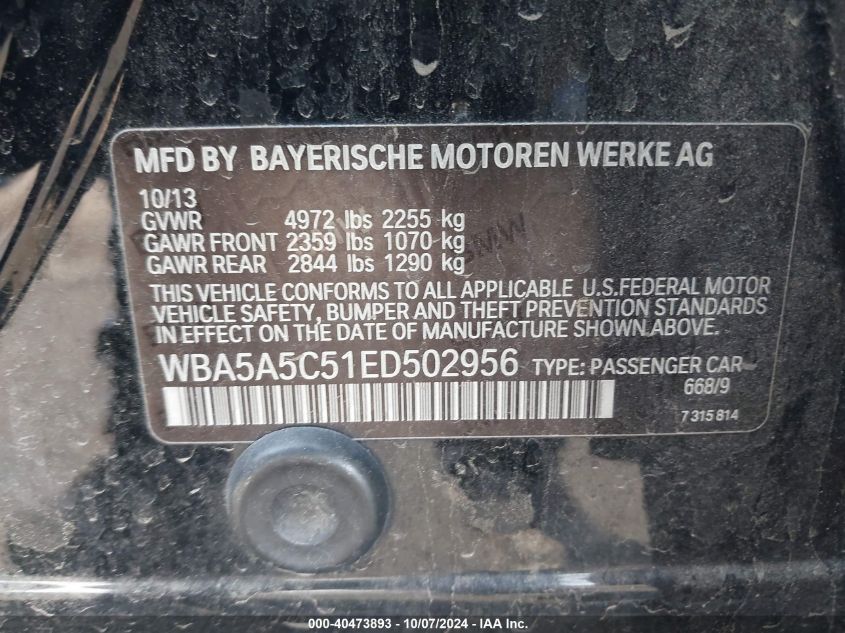 MFD BY BAYERISCHE MOTOREN WERKE AG
10/13
GVWR 4972 lbs 2255 kg
GAWR FRONT 2359 lbs 1070 kg
GAWR REAR 2844 lbs 1290 kg
THIS VEHICLE CONFORMS TO ALL APPLICABLE U.S.FEDERAL MOTOR
VEHICLE SAFETY, BUMPER AND THEFT PREVENTION STANDARDS
IN EFFECT ON THE DATE OF MANUFACTURE SHOWN ABOVE.
WBA5A5C51ED502956 TYPE: PASSENGER CAR
668/9
7 315 814
000-40473893 - 10/07/2024 - IAA Inc.